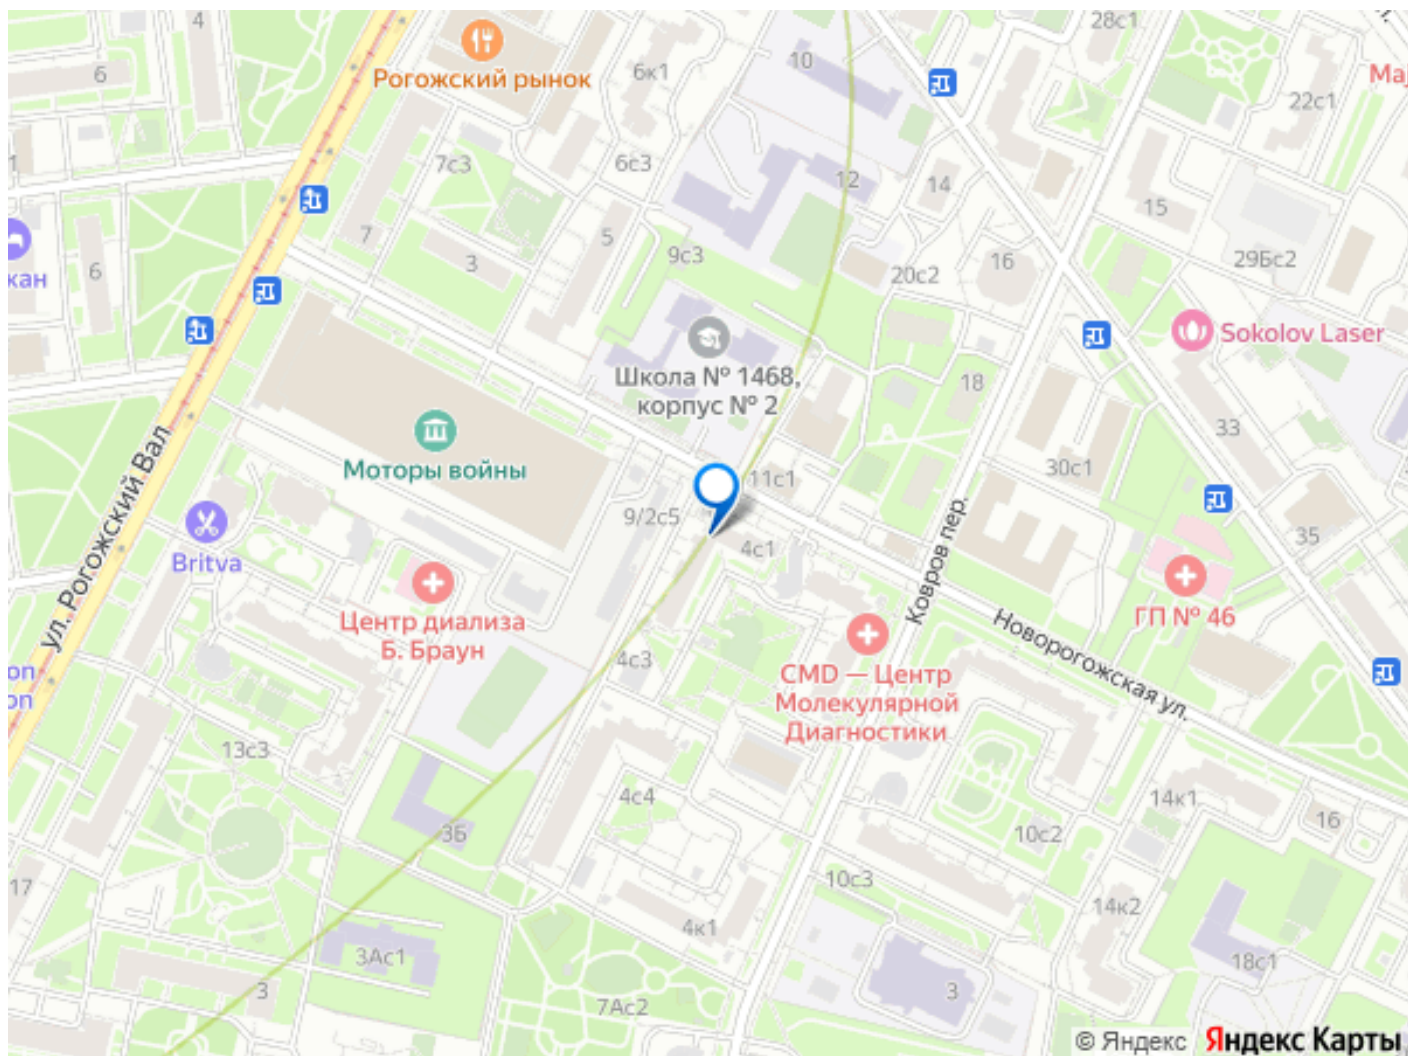 4
28с1
6
Рогожский рынок
6к1
10
22с1
Maj
1
7с3
6с3
12
14
15
7
5
9с3
20с2
16
29Бс2
6
3
кан
Школа № 1468,
корпус № 2
Sokolov Laser
18
33
Моторы войны
30с1
ул. Рогожский Вал
9/2с5
11с1
4с1
Ковров пер.
35
Britva
Центр диализа
Б. Браун
ГП № 46
Новорогожская ул.
4с3
CMD — Центр
Молекулярной
Диагностики
on
on
13с3
4с4
14к1
16
3Б
10с2
17
10с3
4к1
14к2
3Ас1
18с1
3
7Ас2
3
© Яндекс Яндекс Карты